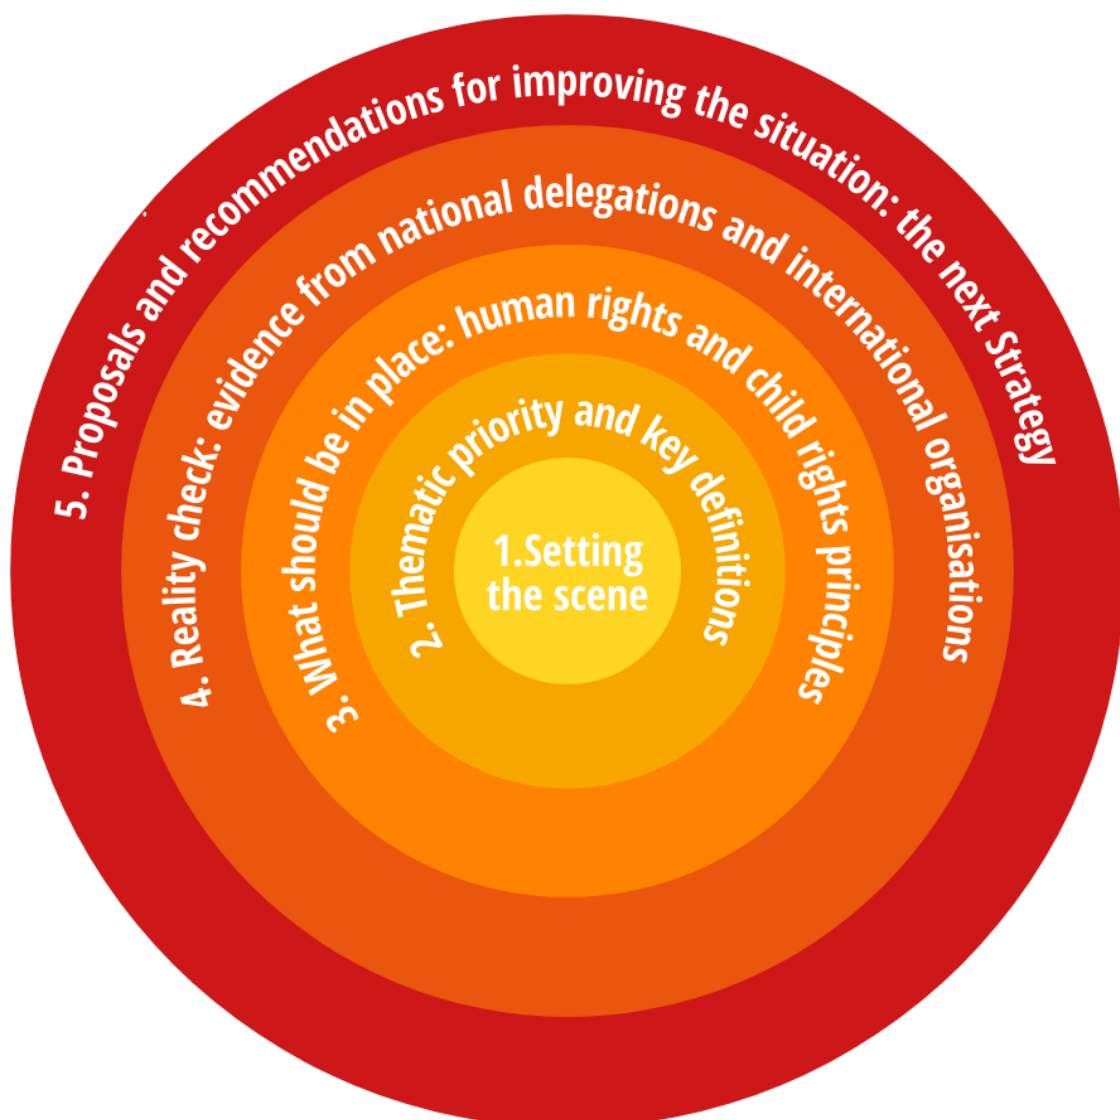 5. Proposals and recommendations for improving the situation: the next Strategy
4. Reality check: evidence from national delegations and international organisations
3. What should be in place: human rights and child rights principles
2. Thematic priority and key definitions
1.Setting
the scene